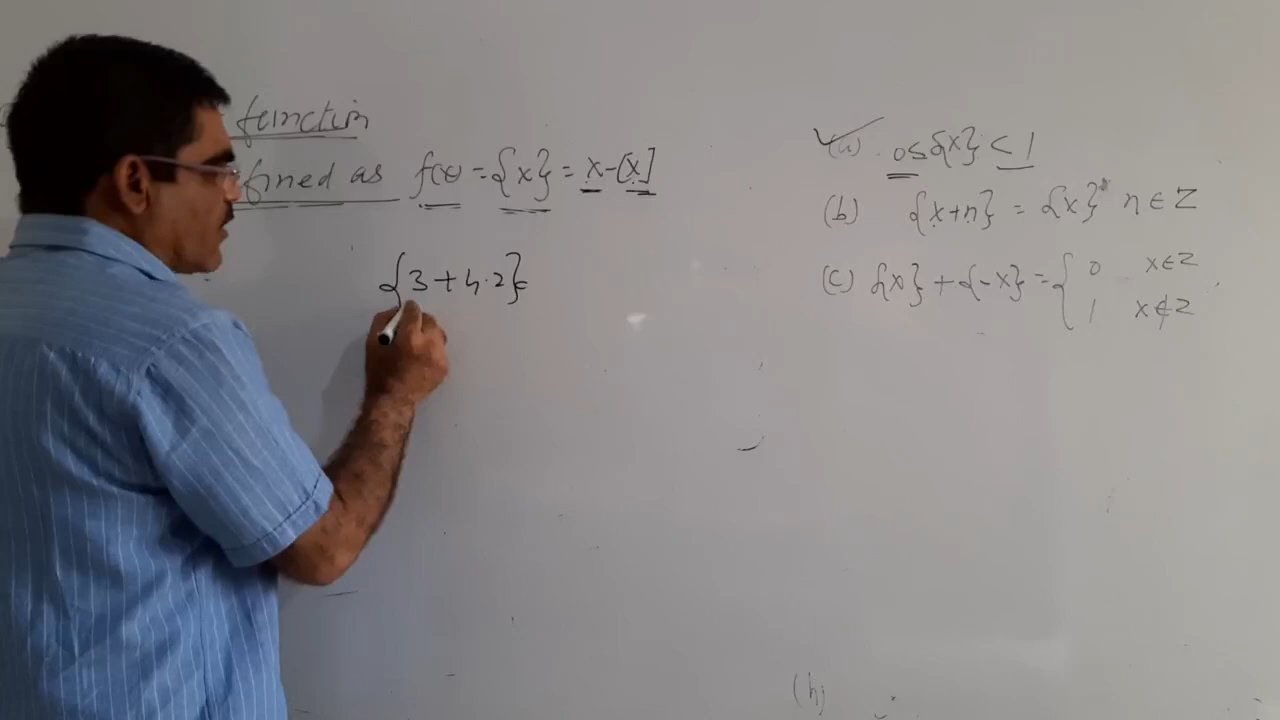 function
fined as f(x) = {x} = x-[x]
{3+4.2}=
(a) 0≤{x}<1
(b) {x+n} = {x} n∈Z
(c) {x} + {-x} = { 0 x∈Z
1 x∉Z
(h)